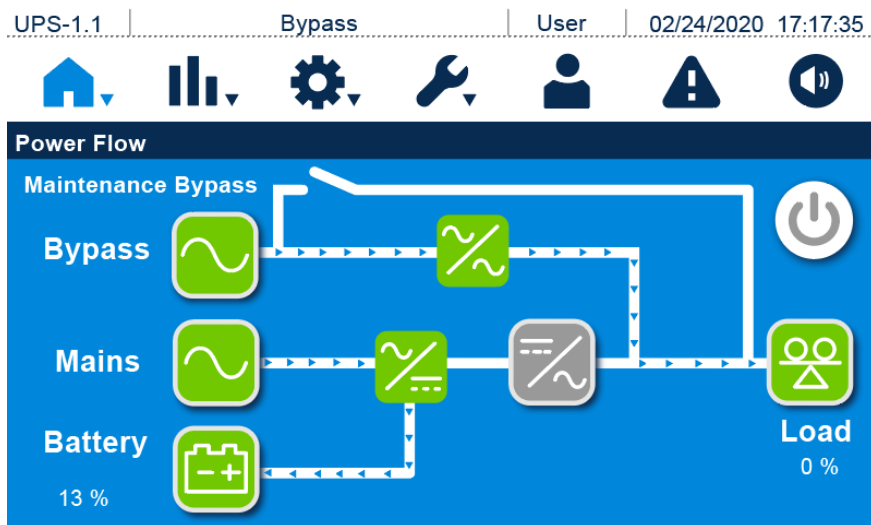 UPS-1.1 Bypass User 02/24/2020 17:17:35
Power Flow
Maintenance Bypass
Bypass
Mains
Battery
13 %
Load
0 %